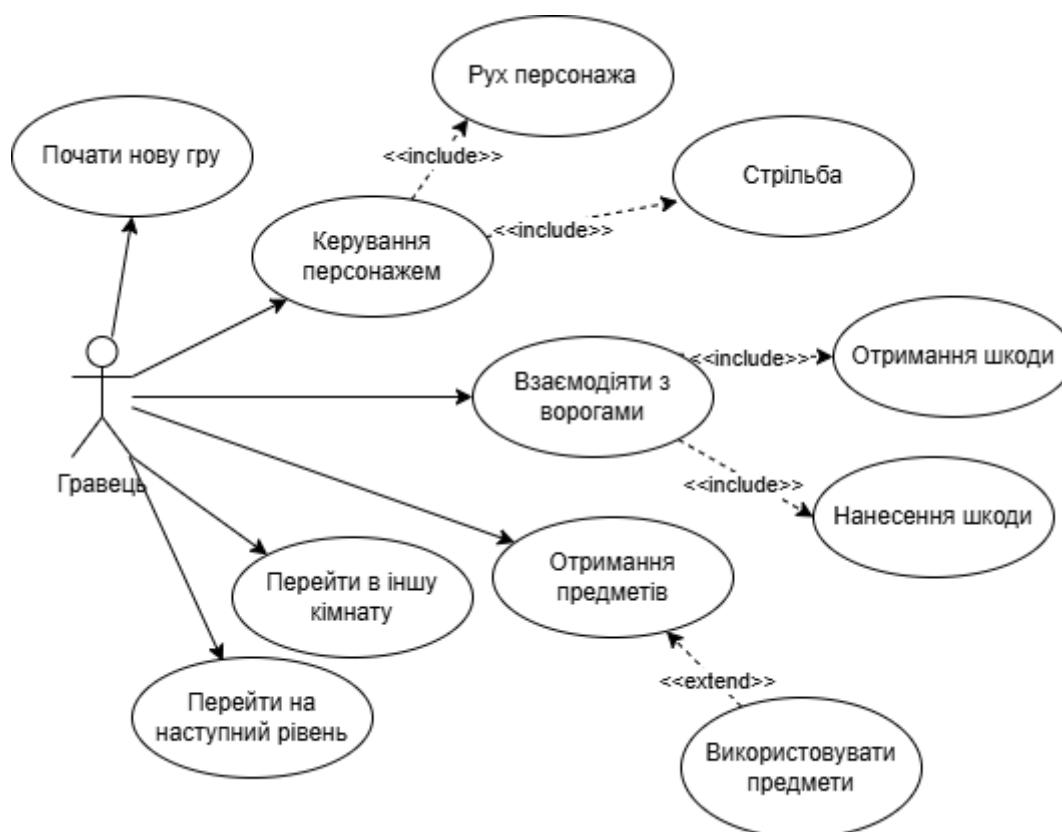 Рух персонажа
Почати нову гру
<<include>>
Стрільба
<<include>>
Керування
персонажем
<<include>>
Отримання шкоди
Взаємодіяти з
ворогами
Гравець
<<include>>
Нанесення шкоди
Отримання
предметів
Перейти в іншу
кімнату
<<extend>>
Перейти на
наступний рівень
Використовувати
предмети